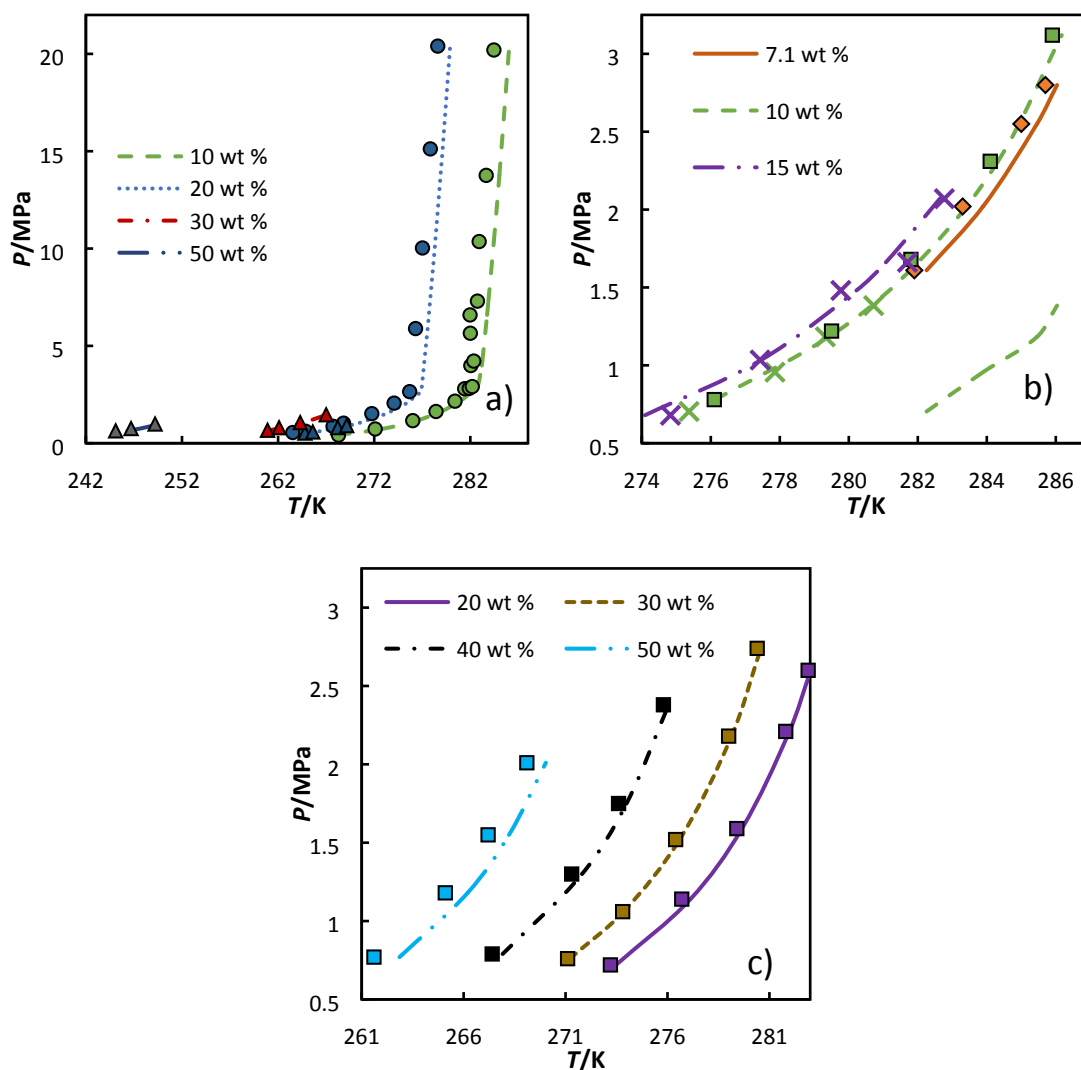 20
15
10
5
0
P/MPa
10 wt %
20 wt %
30 wt %
50 wt %
a)
242 252 262 272 282
T/K
3
2.5
2
1.5
1
0.5
P/MPa
7.1 wt %
10 wt %
15 wt %
b)
274 276 278 280 282 284 286
T/K
3
2.5
2
1.5
1
0.5
P/MPa
20 wt % 30 wt %
40 wt % 50 wt %
c)
261 266 271 276 281
T/K